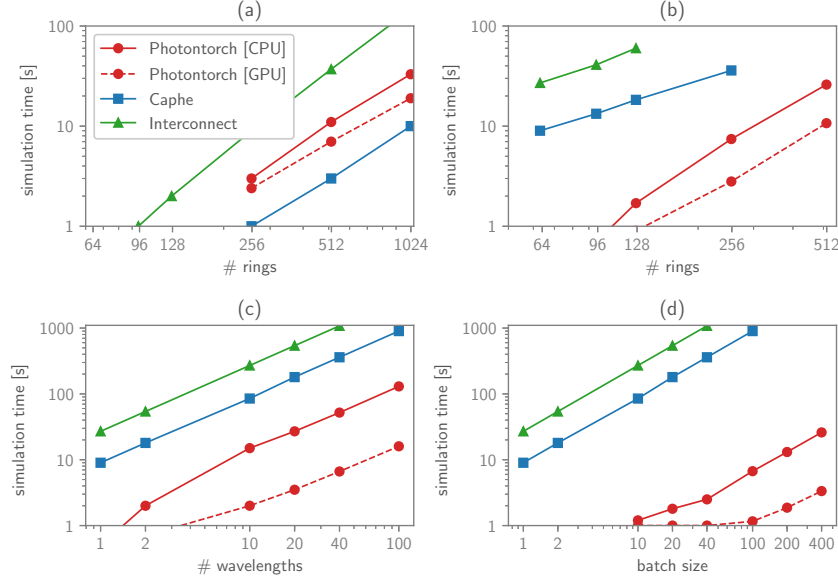 (a)
100
10
1
simulation time [s]
Photontorch [CPU]
Photontorch [GPU]
Caphe
Interconnect
64 96 128 256 512 1024
# rings
(b)
100
10
1
simulation time [s]
64 96 128 256 512
# rings
(c)
1000
100
10
1
simulation time [s]
1 2 10 20 40 100
# wavelengths
(d)
1000
100
10
1
simulation time [s]
1 2 10 20 40 100 200 400
batch size